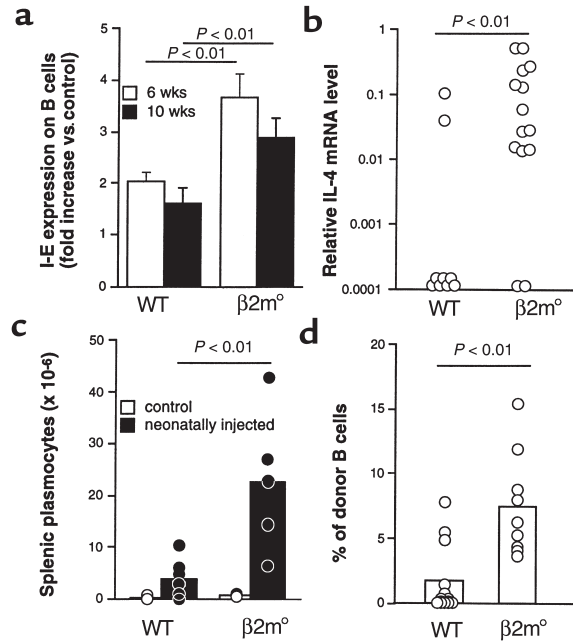 a
I-E expression on B cells
(fold increase vs. control)
5
4
3
2
1
0
P < 0.01
P < 0.01
6 wks
10 wks
WT
β2m°
b
Relative IL-4 mRNA level
1
0.1
0.01
0.001
0.0001
P < 0.01
WT
β2m°
c
Splenic plasmocytes (x 10-6)
50
40
30
20
10
0
P < 0.01
control
neonatally injected
WT
β2m°
d
% of donor B cells
20
15
10
5
0
P < 0.01
WT
β2m°